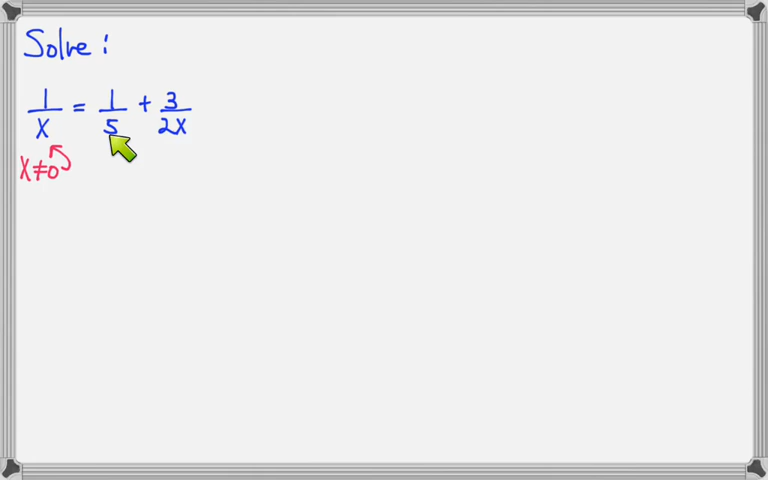 Solve :
1/x = 1/5 + 3/2x
x≠0